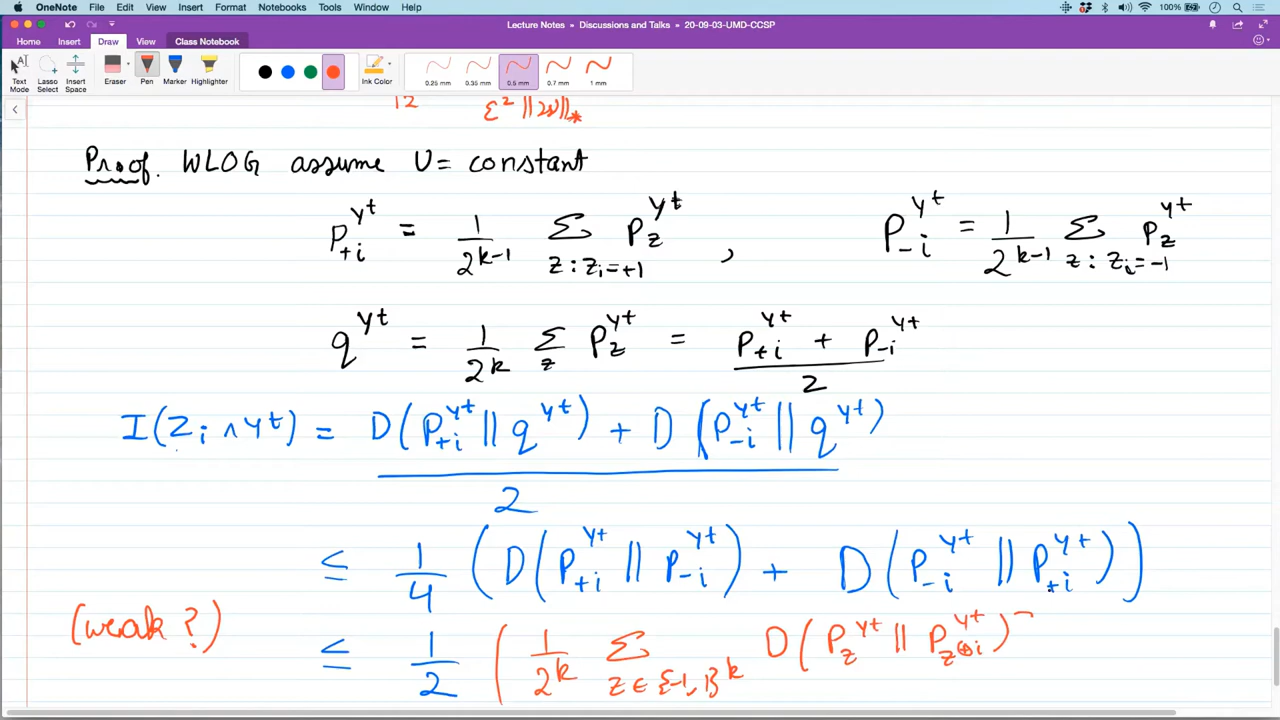 OneNote File Edit View Insert Format Notebooks Tools Window Help 100%
Lecture Notes » Discussions and Talks » 20-09-03-UMD-CCSP
Home Insert Draw View Class Notebook
Text Mode Lasso Select Insert Space Eraser Pen Marker Highlighter Ink Color 0.25 mm 0.35 mm 0.5 mm 0.7 mm 1 mm
12 ε² ||W||_*
Proof. WLOG assume U = constant
P_{+i}^{Y^t} = 1/2^{k-1} Σ_{z: z_i=+1} P_z^{Y^t} , P_{-i}^{Y^t} = 1/2^{k-1} Σ_{z: z_i=-1} P_z^{Y^t}
q^{Y^t} = 1/2^k Σ_z P_z^{Y^t} = (P_{+i}^{Y^t} + P_{-i}^{Y^t})/2
I(Z_i ∧ Y^t) = (D(P_{+i}^{Y^t} || q^{Y^t}) + D(P_{-i}^{Y^t} || q^{Y^t}))/2
≤ 1/4 (D(P_{+i}^{Y^t} || P_{-i}^{Y^t}) + D(P_{-i}^{Y^t} || P_{+i}^{Y^t}))
(weak?) ≤ 1/2 ( 1/2^k Σ_{z∈{-1,1}^k} D(P_z^{Y^t} || P_{z⊕i}^{Y^t})